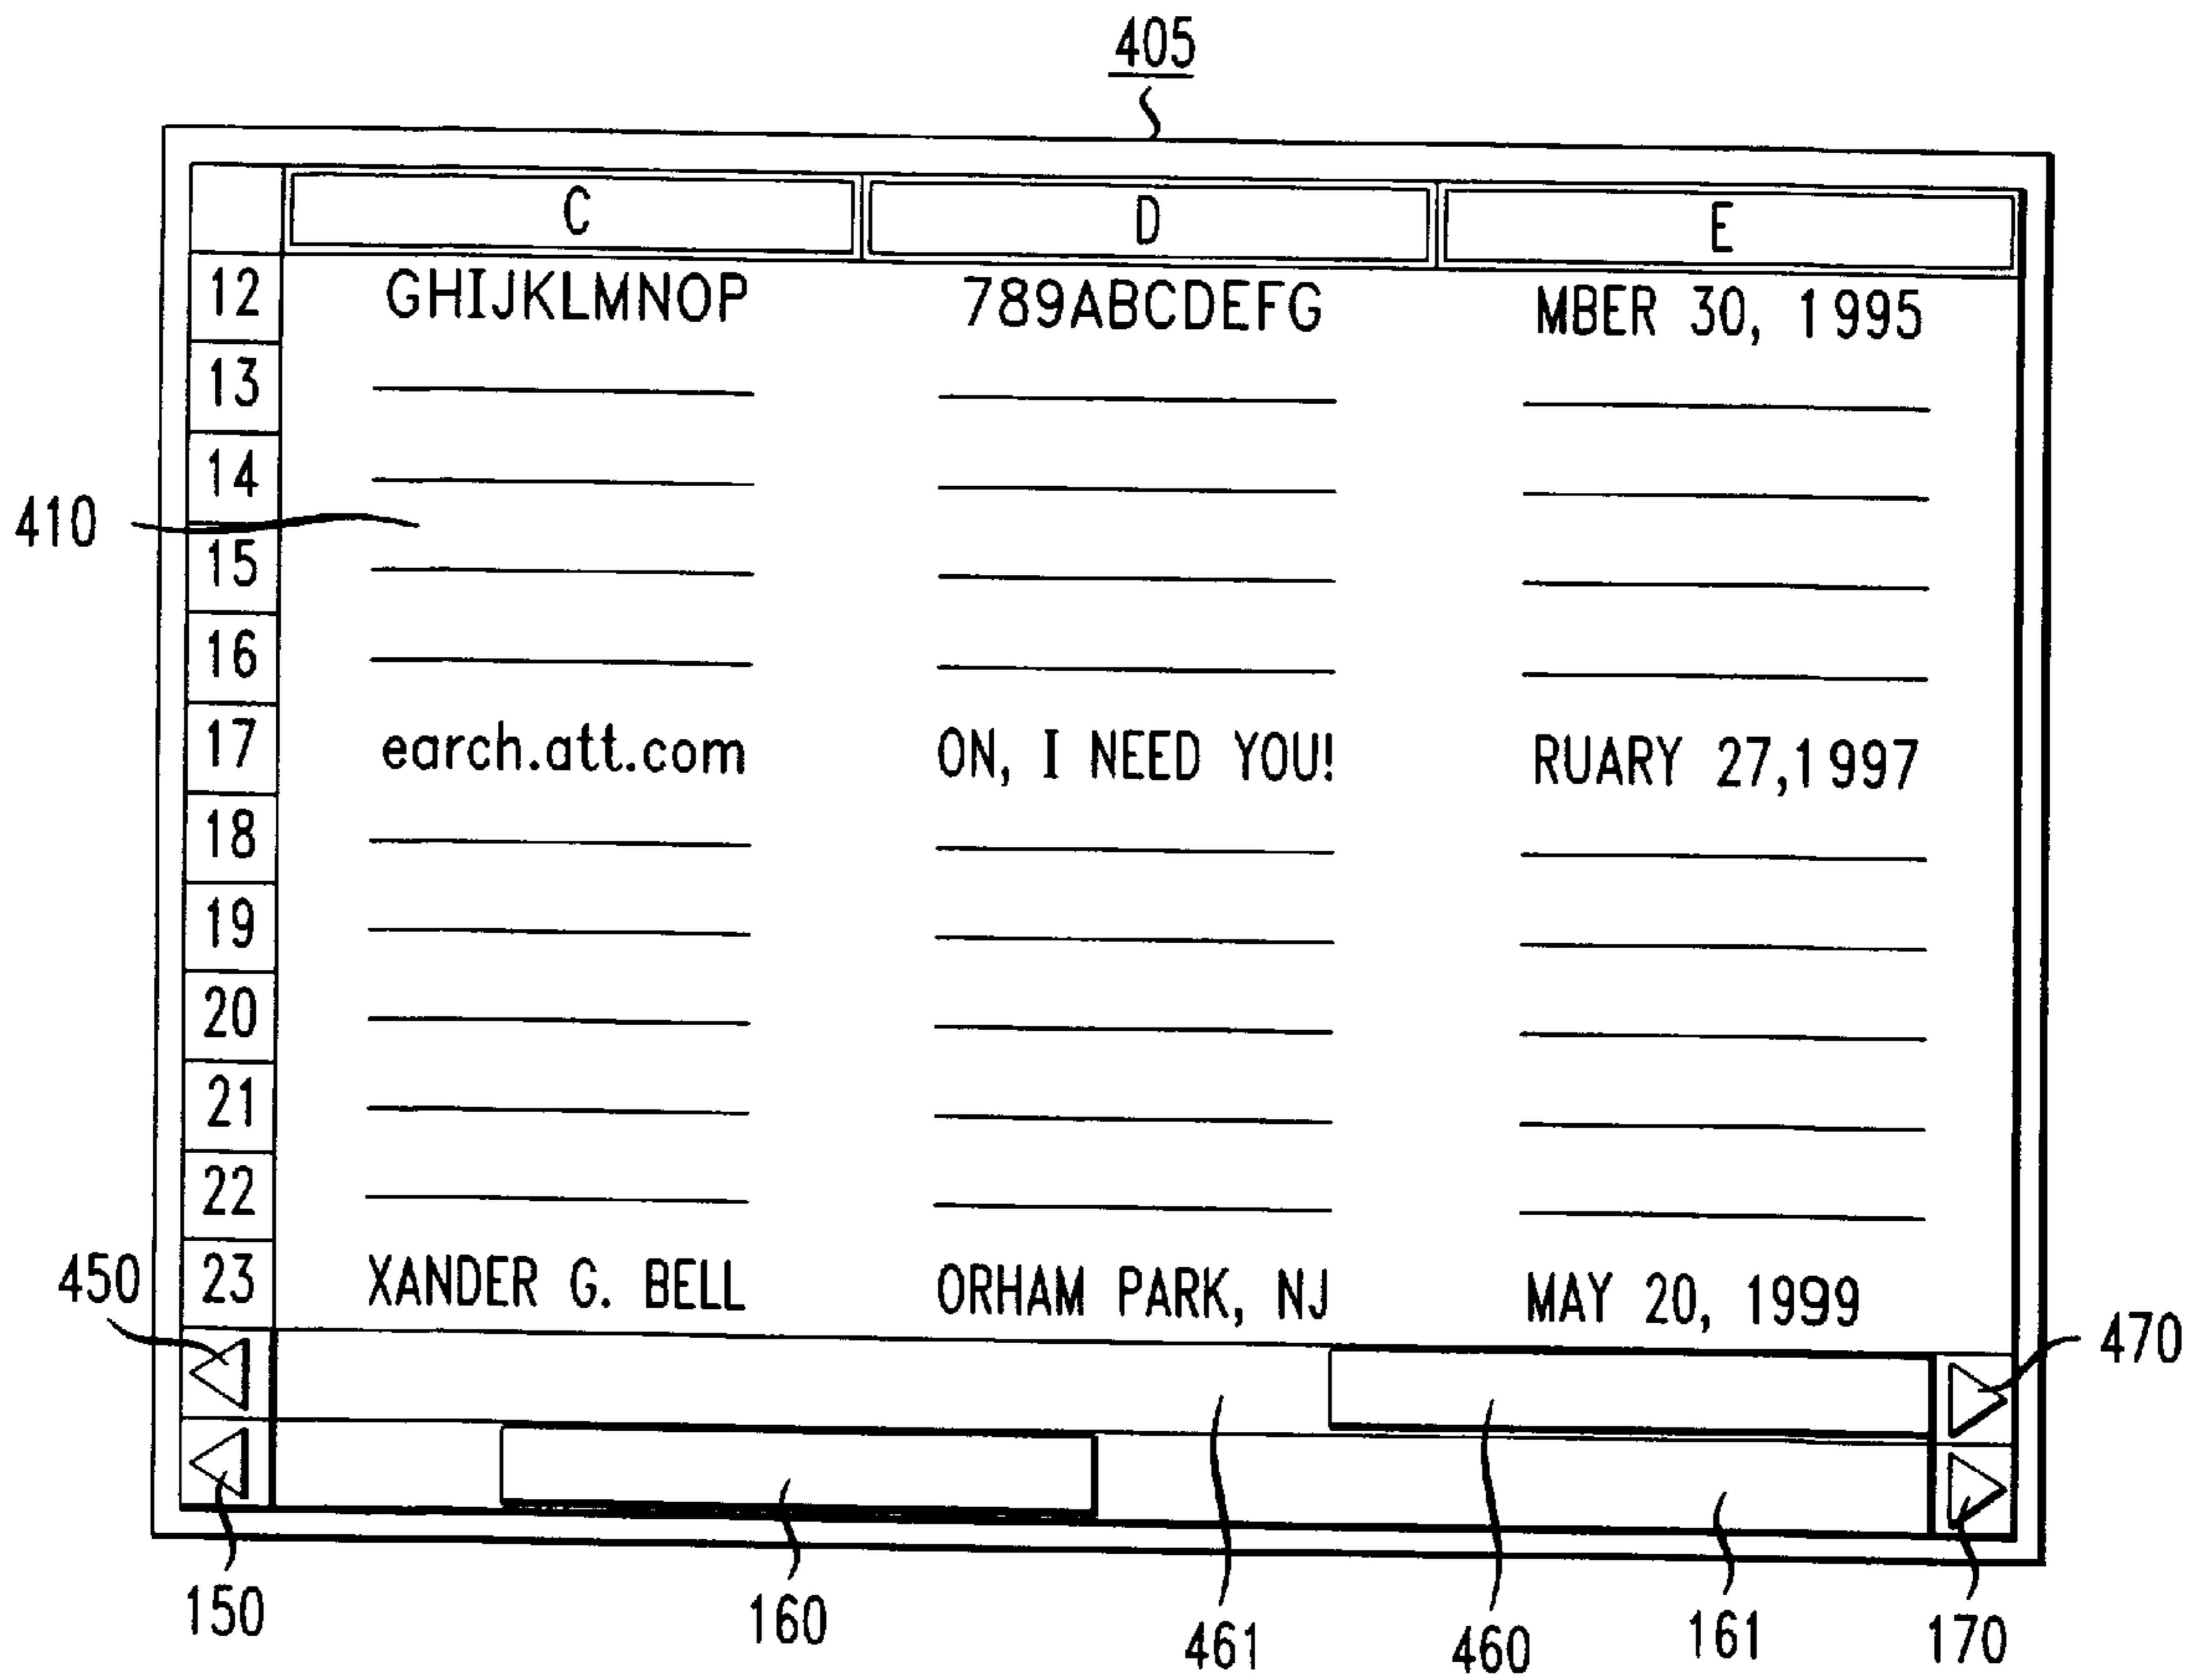 405
C D E
12 GHIJKLMNOP 789ABCDEFG MBER 30, 1995
13
14
410
15
16
17 earch.att.com ON, I NEED YOU! RUARY 27,1997
18
19
20
21
22
450 23 XANDER G. BELL ORHAM PARK, NJ MAY 20, 1999
470
150 160 461 460 161 170